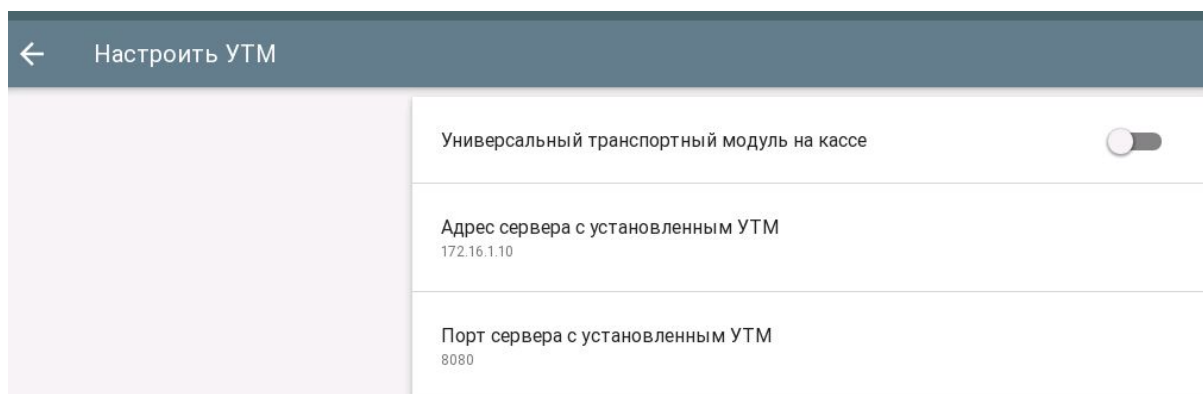 Настроить УТМ
Универсальный транспортный модуль на кассе
Адрес сервера с установленным УТМ
172.16.1.10
Порт сервера с установленным УТМ
8080